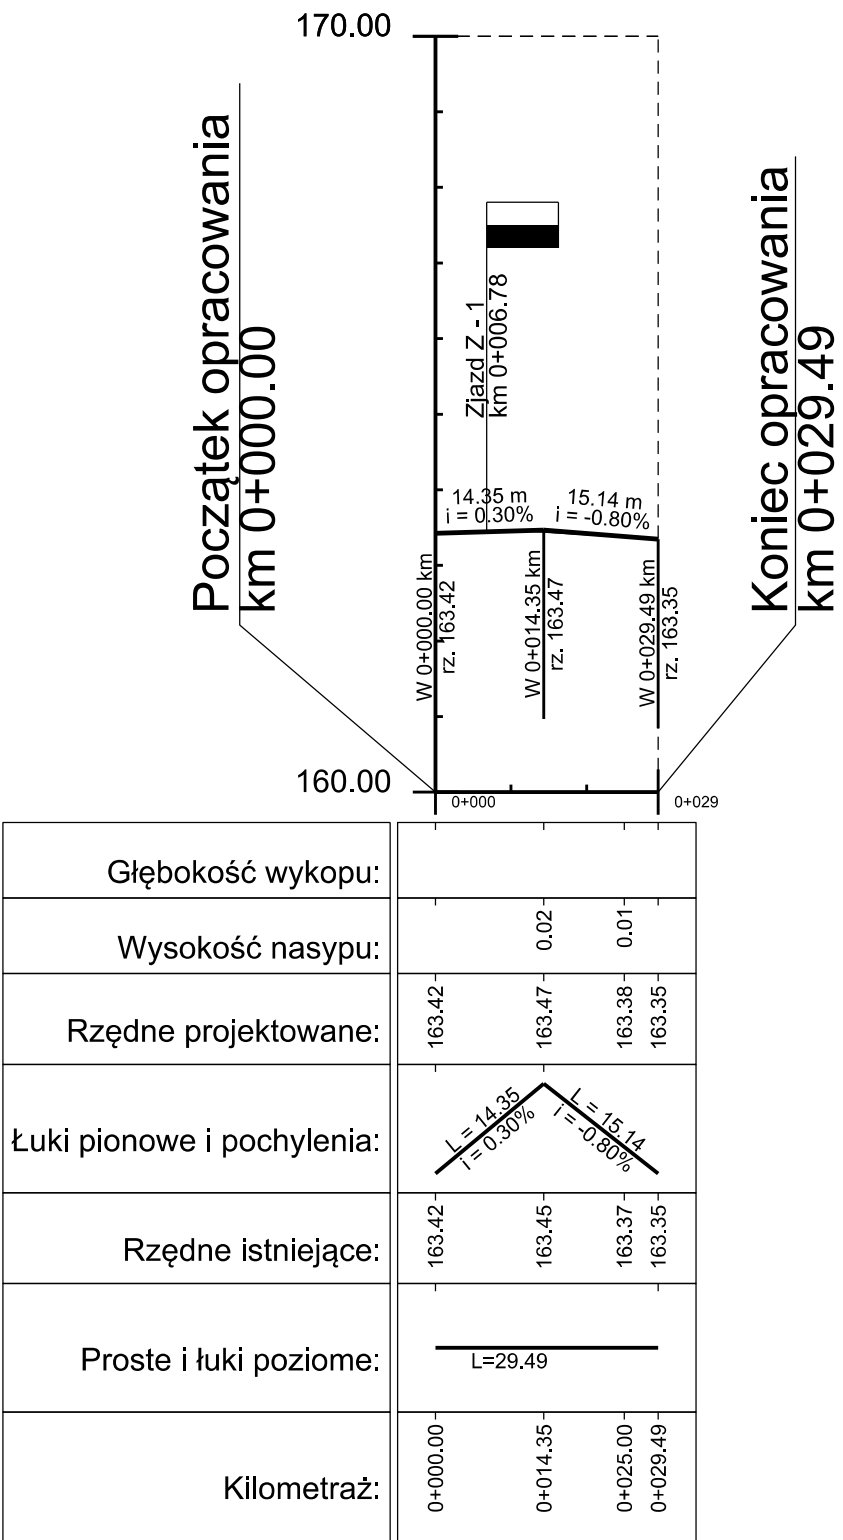 170.00
Początek opracowania
km 0+000.00
Koniec opracowania
km 0+029.49
Zjazd Z - 1
km 0+006.78
14.35 m
i = 0.30%
15.14 m
i = -0.80%
W 0+000.00 km
rz. 163.42
W 0+014.35 km
rz. 163.47
W 0+029.49 km
rz. 163.35
160.00
0+000
0+029
Głębokość wykopu:
Wysokość nasypu:
0.02
0.01
Rzędne projektowane:
163.42
163.47
163.38
163.35
Łuki pionowe i pochylenia:
L = 14.35
i = 0.30%
L = 15.14
i = -0.80%
Rzędne istniejące:
163.42
163.45
163.37
163.35
Proste i łuki poziome:
L=29.49
Kilometraż:
0+000.00
0+014.35
0+025.00
0+029.49